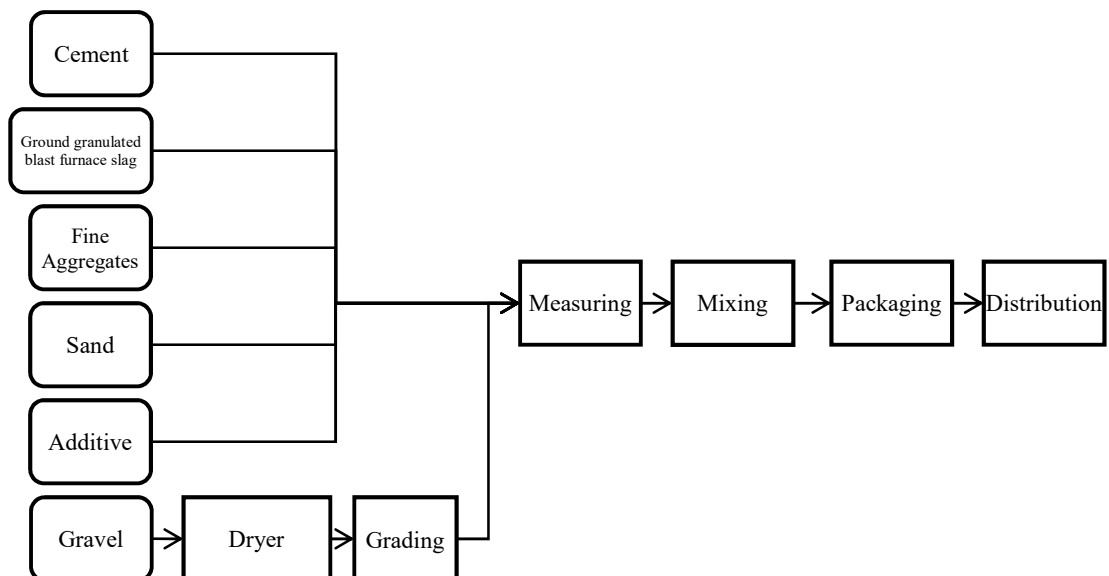 Cement
Ground granulated
blast furnace slag
Fine
Aggregates
Sand
Additive
Gravel
Dryer
Grading
Measuring
Mixing
Packaging
Distribution